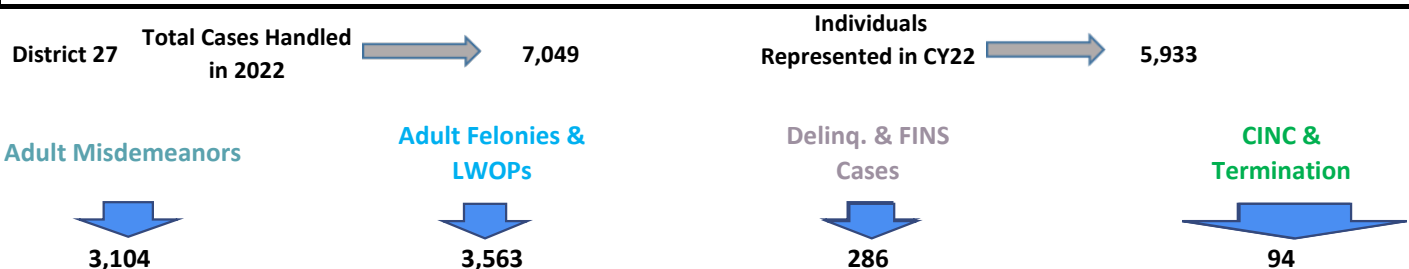 District 27
Total Cases Handled
in 2022
7,049
Individuals
Represented in CY22
5,933
Adult Misdemeanors
Adult Felonies &
LWOPs
Delinq. & FINS
Cases
CINC &
Termination
3,104
3,563
286
94